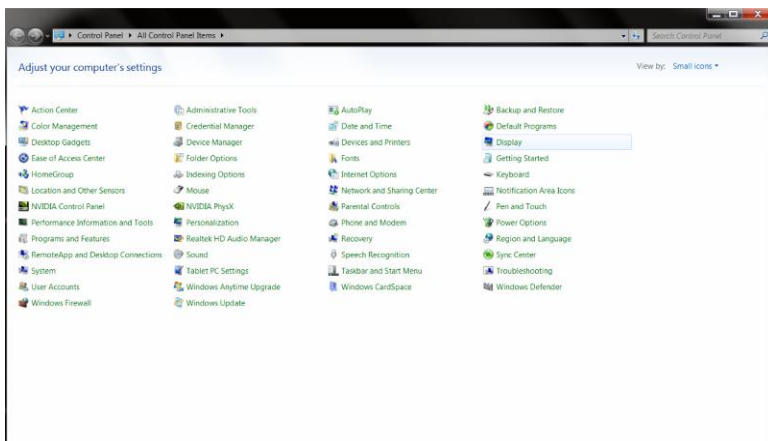 Control Panel ▸ All Control Panel Items ▸ Search Control Panel
Adjust your computer's settings View by: Small icons
Action Center Administrative Tools AutoPlay Backup and Restore
Color Management Credential Manager Date and Time Default Programs
Desktop Gadgets Device Manager Devices and Printers Display
Ease of Access Center Folder Options Fonts Getting Started
HomeGroup Indexing Options Internet Options Keyboard
Location and Other Sensors Mouse Network and Sharing Center Notification Area Icons
NVIDIA Control Panel NVIDIA PhysX Parental Controls Pen and Touch
Performance Information and Tools Personalization Phone and Modem Power Options
Programs and Features Realtek HD Audio Manager Recovery Region and Language
RemoteApp and Desktop Connections Sound Speech Recognition Sync Center
System Tablet PC Settings Taskbar and Start Menu Troubleshooting
User Accounts Windows Anytime Upgrade Windows CardSpace Windows Defender
Windows Firewall Windows Update